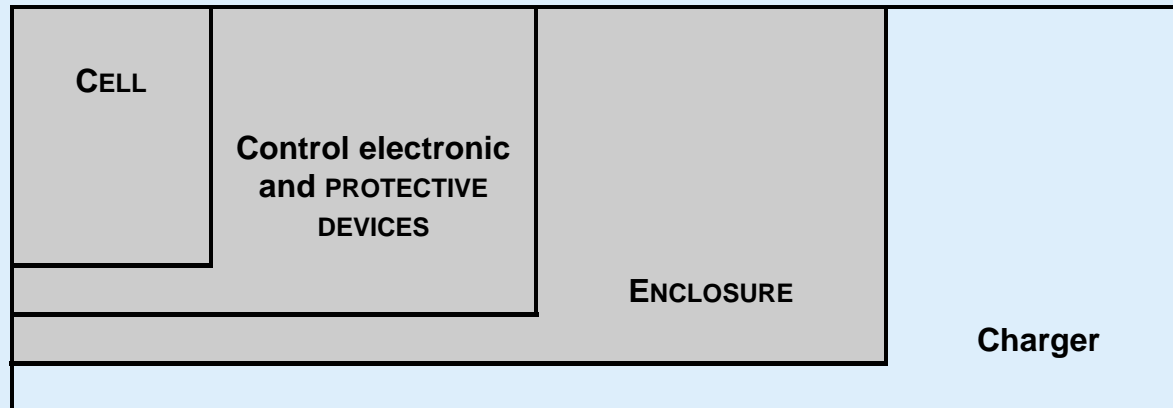 CELL
Control electronic
and PROTECTIVE
DEVICES
ENCLOSURE
Charger